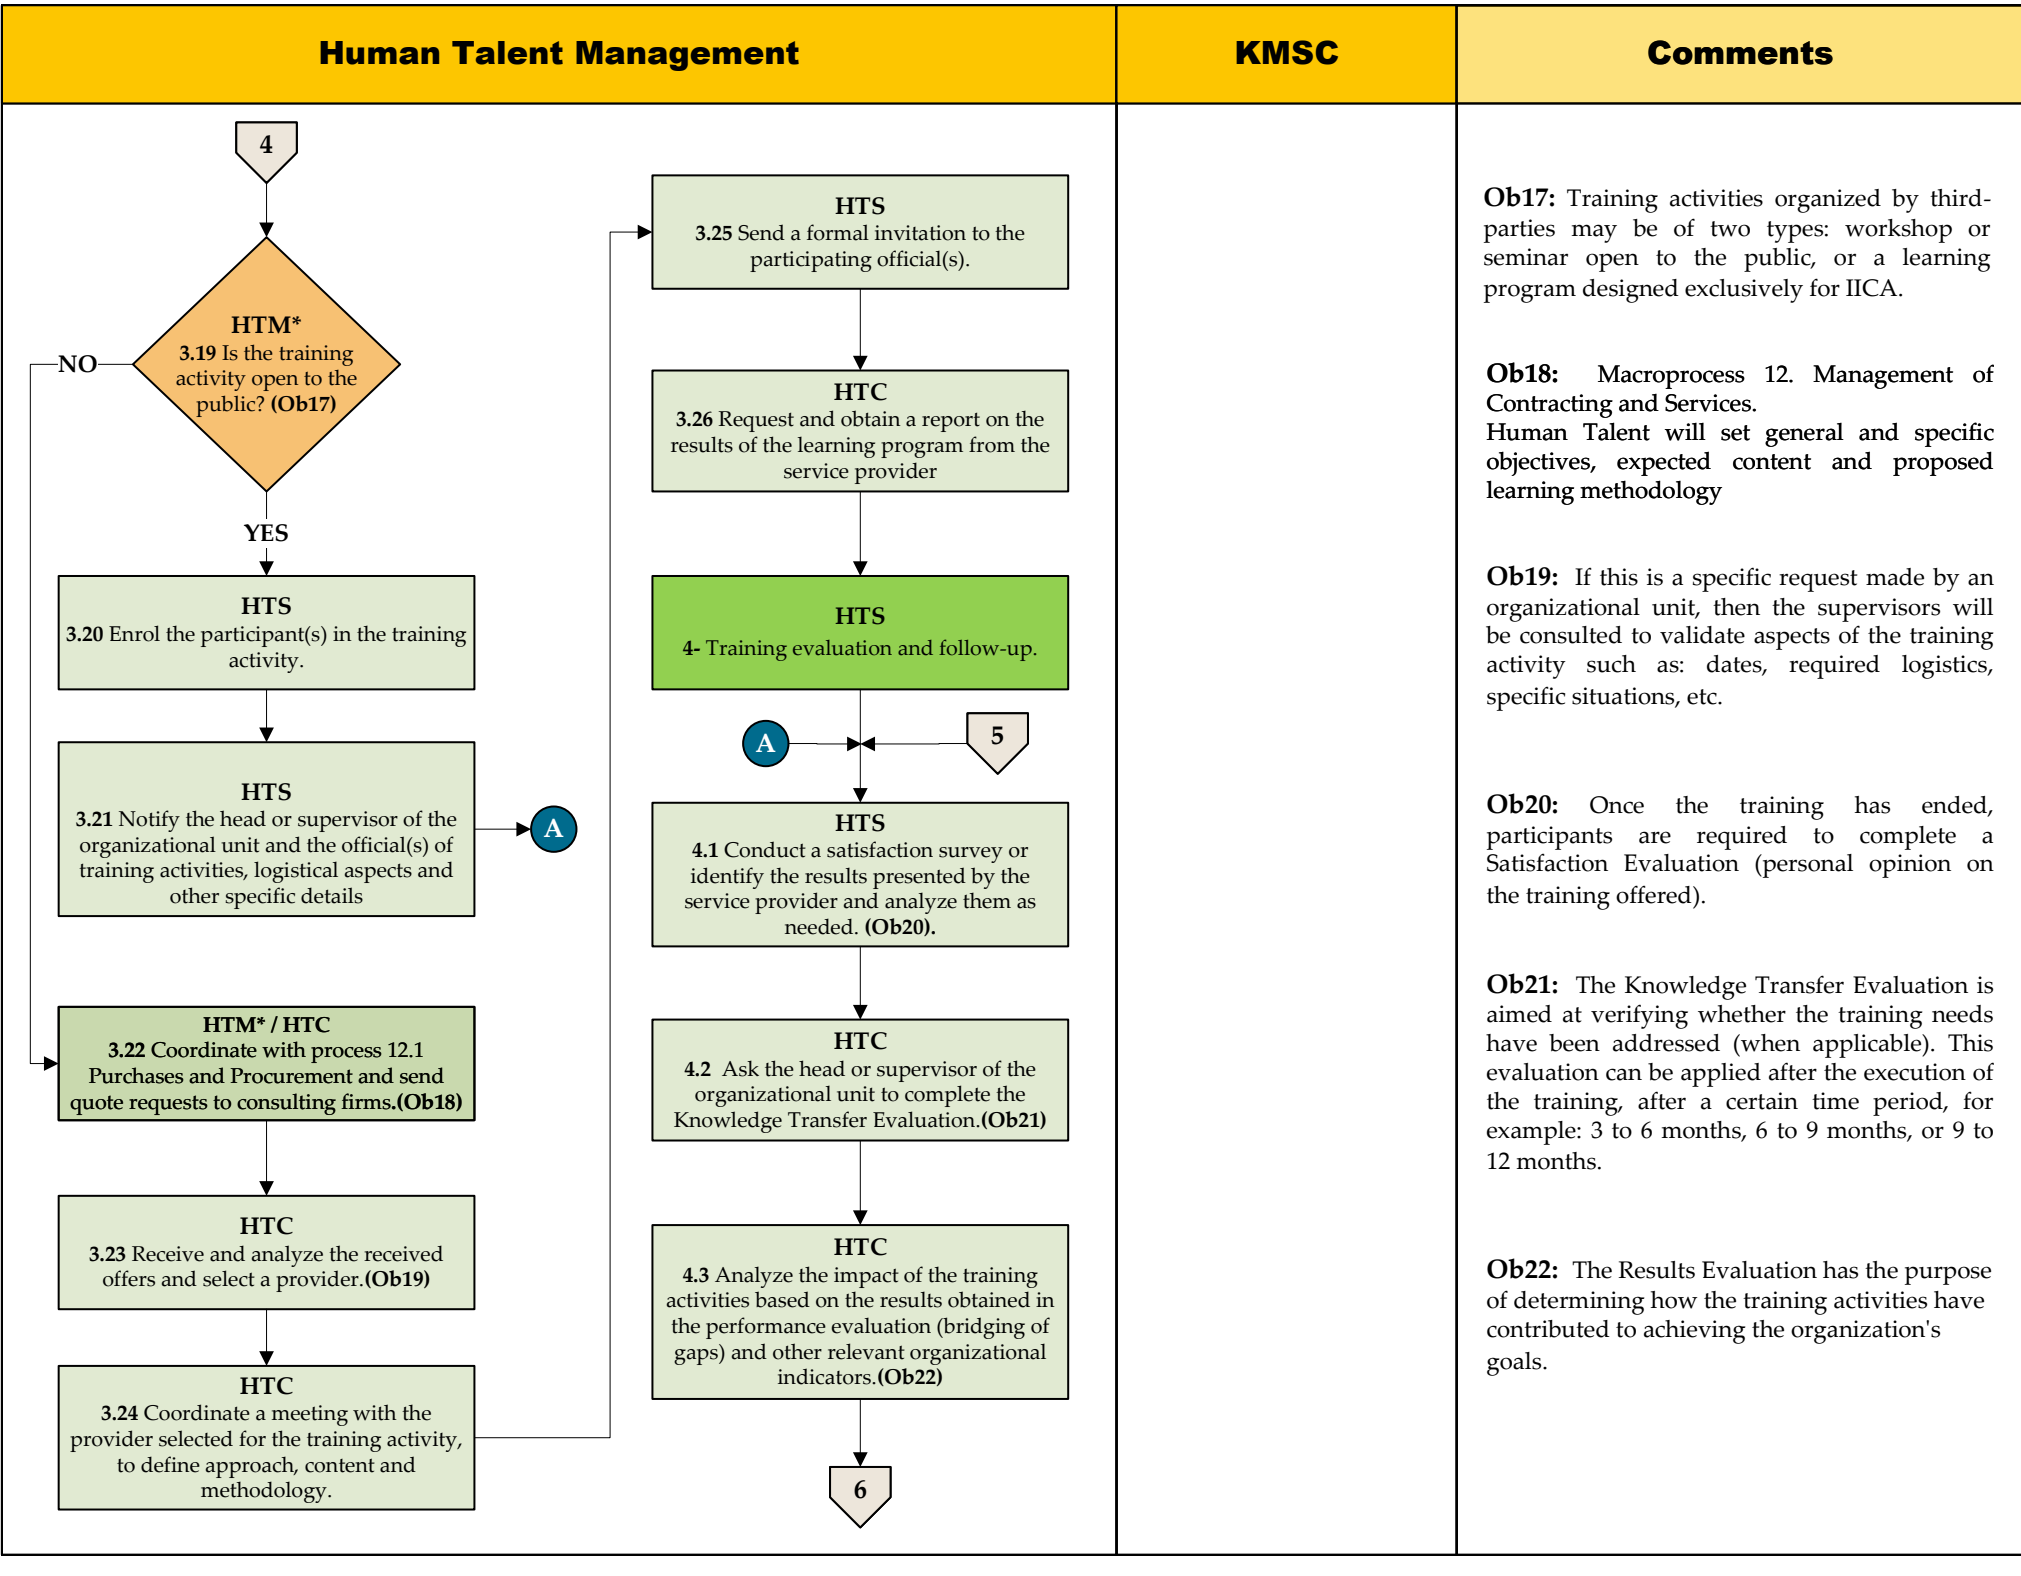 Human Talent Management
KMSC
Comments
4
HTM*
3.19 Is the training
activity open to the
public? (Ob17)
NO
YES
HTS
3.20 Enrol the participant(s) in the training
activity.
HTS
3.21 Notify the head or supervisor of the
organizational unit and the official(s) of
training activities, logistical aspects and
other specific details
A
HTM* / HTC
3.22 Coordinate with process 12.1
Purchases and Procurement and send
quote requests to consulting firms.(Ob18)
HTC
3.23 Receive and analyze the received
offers and select a provider.(Ob19)
HTC
3.24 Coordinate a meeting with the
provider selected for the training activity,
to define approach, content and
methodology.
HTS
3.25 Send a formal invitation to the
participating official(s).
HTC
3.26 Request and obtain a report on the
results of the learning program from the
service provider
HTS
4- Training evaluation and follow-up.
A
5
HTS
4.1 Conduct a satisfaction survey or
identify the results presented by the
service provider and analyze them as
needed. (Ob20).
HTC
4.2 Ask the head or supervisor of the
organizational unit to complete the
Knowledge Transfer Evaluation.(Ob21)
HTC
4.3 Analyze the impact of the training
activities based on the results obtained in
the performance evaluation (bridging of
gaps) and other relevant organizational
indicators.(Ob22)
6
Ob17: Training activities organized by third-
parties may be of two types: workshop or
seminar open to the public, or a learning
program designed exclusively for IICA.
Ob18: Macroprocess 12. Management of
Contracting and Services.
Human Talent will set general and specific
objectives, expected content and proposed
learning methodology
Ob19: If this is a specific request made by an
organizational unit, then the supervisors will
be consulted to validate aspects of the training
activity such as: dates, required logistics,
specific situations, etc.
Ob20: Once the training has ended,
participants are required to complete a
Satisfaction Evaluation (personal opinion on
the training offered).
Ob21: The Knowledge Transfer Evaluation is
aimed at verifying whether the training needs
have been addressed (when applicable). This
evaluation can be applied after the execution of
the training, after a certain time period, for
example: 3 to 6 months, 6 to 9 months, or 9 to
12 months.
Ob22: The Results Evaluation has the purpose
of determining how the training activities have
contributed to achieving the organization's
goals.